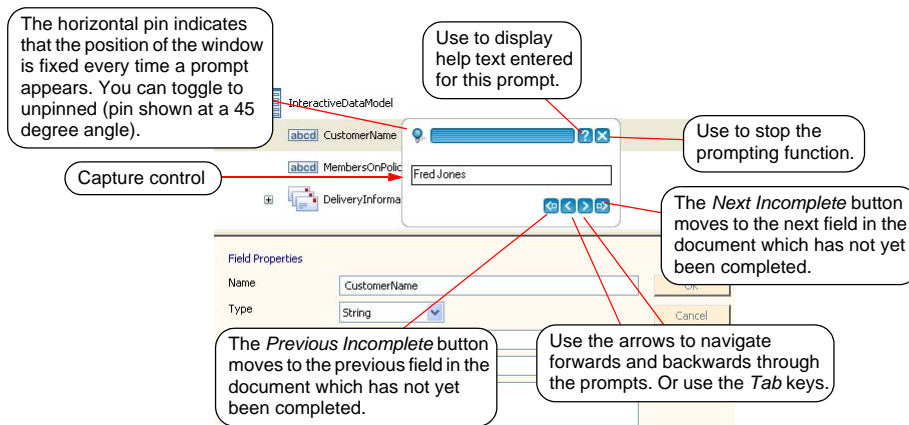 The horizontal pin indicates
that the position of the window
is fixed every time a prompt
appears. You can toggle to
unpinned (pin shown at a 45
degree angle).
Use to display
help text entered
for this prompt.
Use to stop the
prompting function.
Capture control
InteractiveDataModel
abcd CustomerName
abcd MembersOnPolic
DeliveryInforma
?
Fred Jones
The Next Incomplete button
moves to the next field in the
document which has not yet
been completed.
Field Properties
Name
CustomerName
Type
String
OK
Cancel
The Previous Incomplete button
moves to the previous field in the
document which has not yet
been completed.
Use the arrows to navigate
forwards and backwards through
the prompts. Or use the Tab keys.